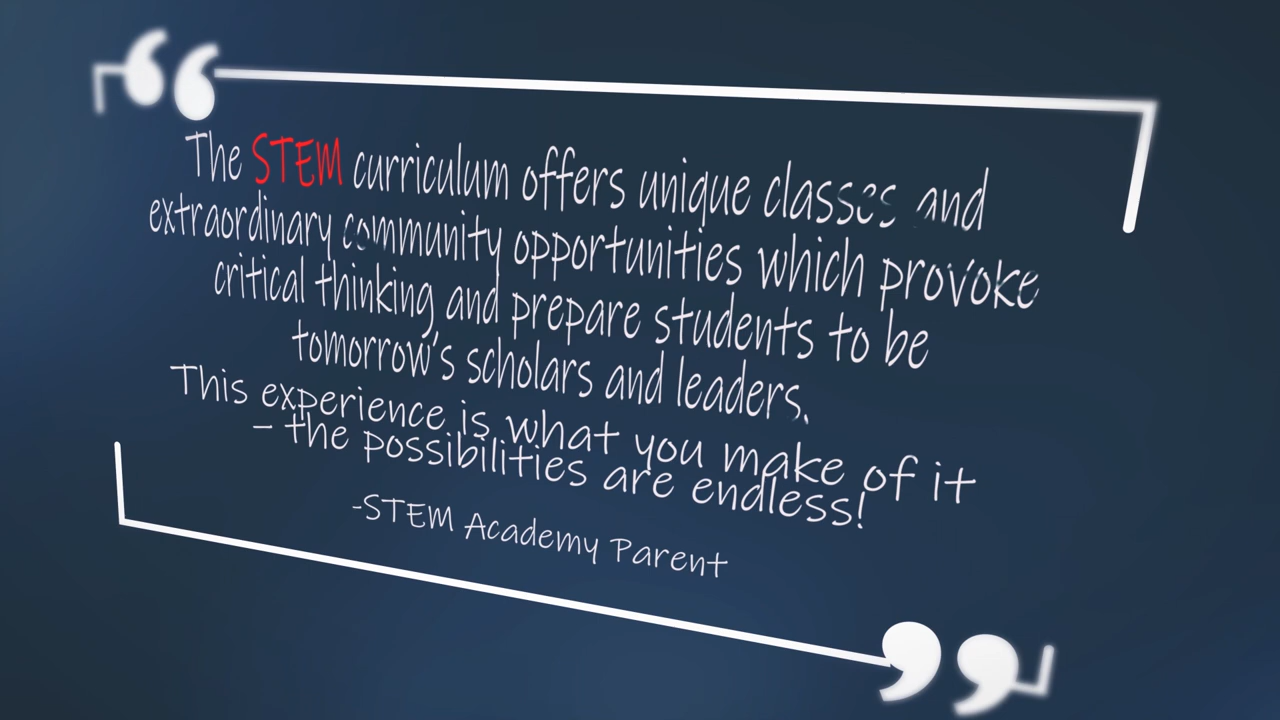 The STEM curriculum offers unique classes and
extraordinary community opportunities which provoke
critical thinking and prepare students to be
tomorrow's scholars and leaders.
This experience is what you make of it
– the possibilities are endless!
-STEM Academy Parent